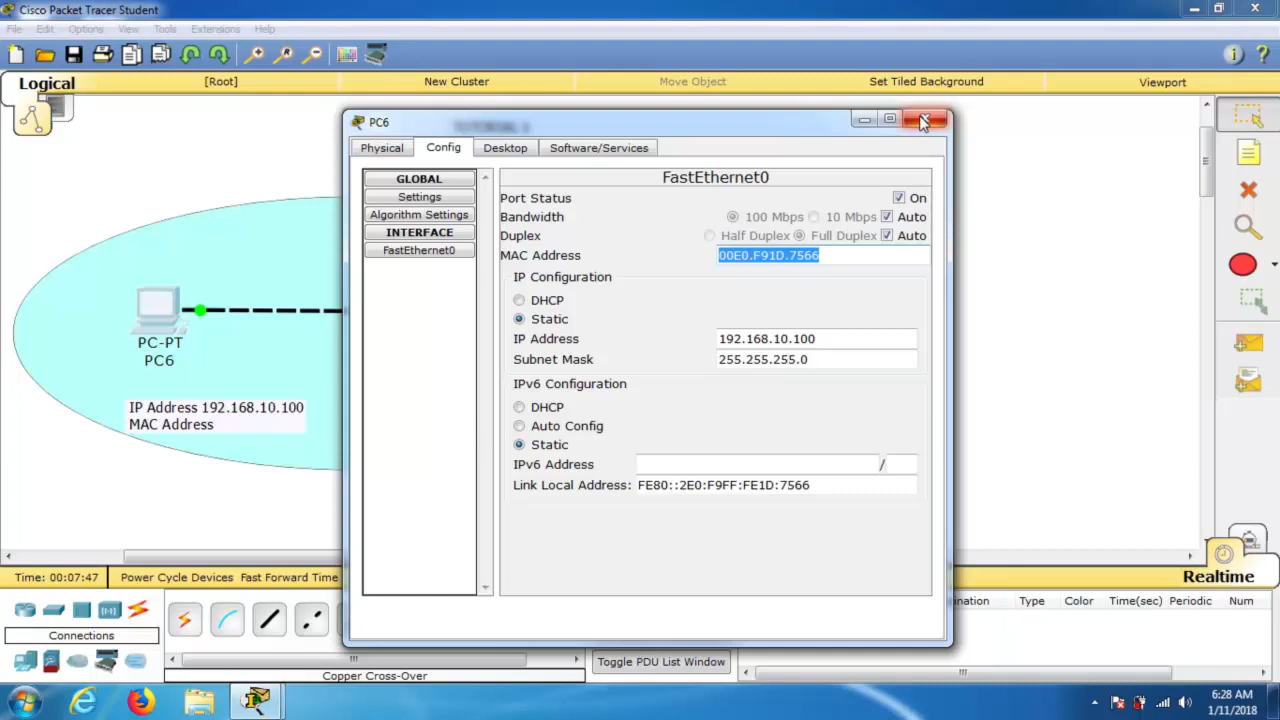 Cisco Packet Tracer Student
File Edit Options View Tools Extensions Help
Logical
[Root]
New Cluster
Move Object
Set Tiled Background
Viewport
PC-PT
PC6
IP Address 192.168.10.100
MAC Address
PC6
Physical Config Desktop Software/Services
GLOBAL
Settings
Algorithm Settings
INTERFACE
FastEthernet0
FastEthernet0
Port Status On
Bandwidth 100 Mbps 10 Mbps Auto
Duplex Half Duplex Full Duplex Auto
MAC Address 00E0.F91D.7566
IP Configuration
DHCP
Static
IP Address 192.168.10.100
Subnet Mask 255.255.255.0
IPv6 Configuration
DHCP
Auto Config
Static
IPv6 Address /
Link Local Address: FE80::2E0:F9FF:FE1D:7566
Time: 00:07:47 Power Cycle Devices Fast Forward Time
Realtime
Connections
Copper Cross-Over
Toggle PDU List Window
ination Type Color Time(sec) Periodic Num
6:28 AM
1/11/2018